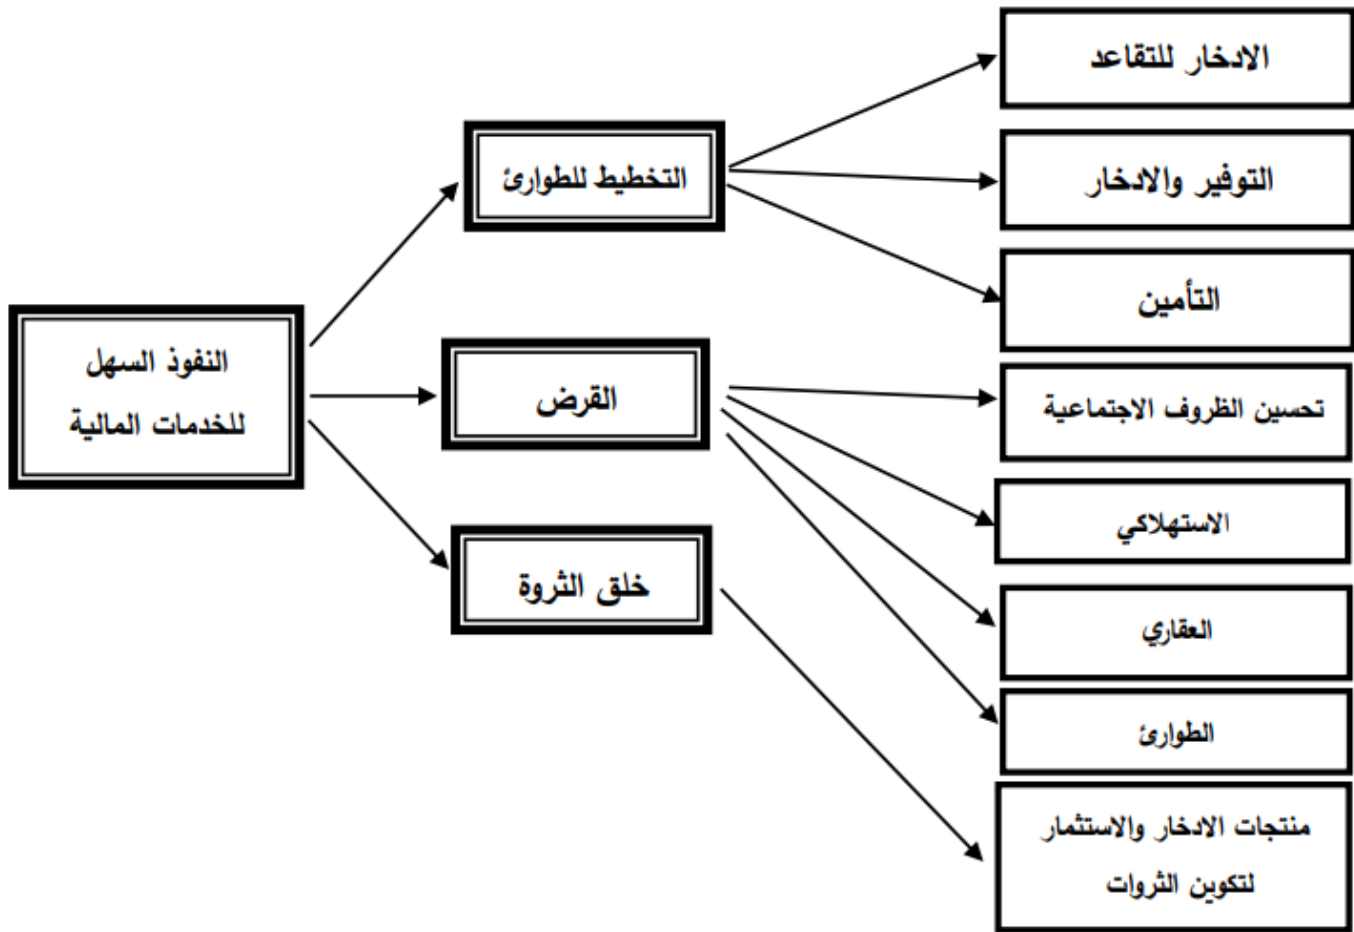 النفوذ السهل
للخدمات المالية
التخطيط للطوارئ
القرض
خلق الثروة
الادخار للتقاعد
التوفير والادخار
التأمين
تحسين الظروف الاجتماعية
الاستهلاكي
العقاري
الطوارئ
منتجات الادخار والاستثمار
لتكوين الثروات